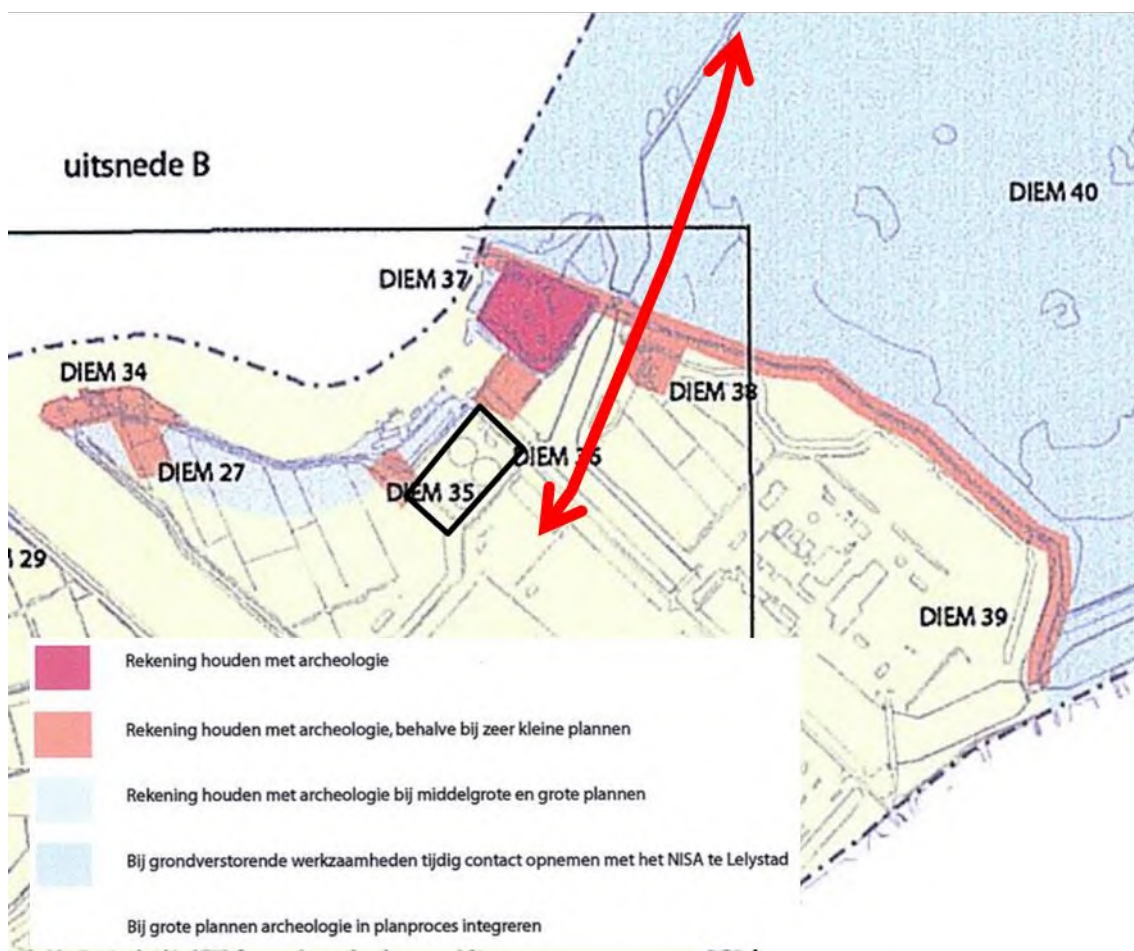 uitsnede B
DIEM 40
DIEM 37
DIEM 34
DIEM 38
DIEM 36
DIEM 27
DIEM 35
29
DIEM 39
Rekening houden met archeologie
Rekening houden met archeologie, behalve bij zeer kleine plannen
Rekening houden met archeologie bij middelgrote en grote plannen
Bij grondverstorende werkzaamheden tijdig contact opnemen met het NISA te Lelystad
Bij grote plannen archeologie in planproces integreren